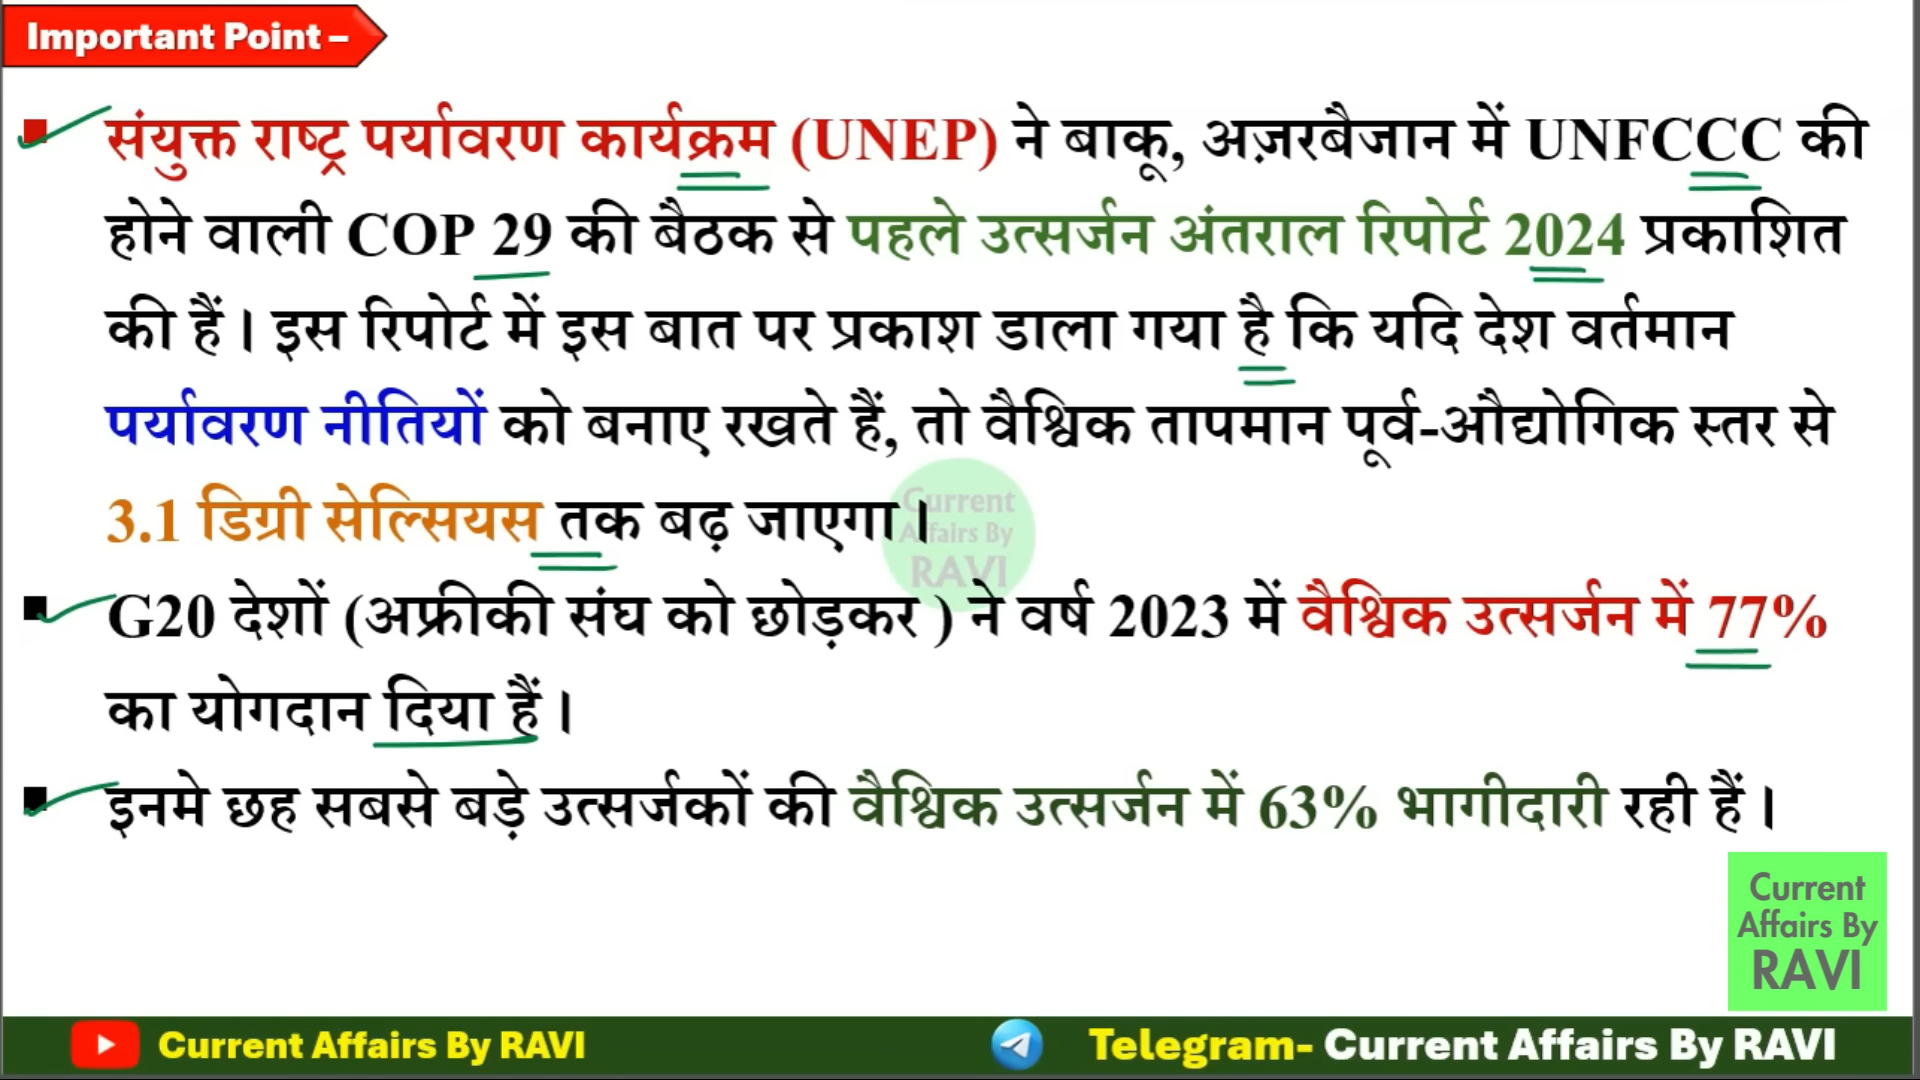 Important Point –
संयुक्त राष्ट्र पर्यावरण कार्यक्रम (UNEP) ने बाकू, अज़रबैजान में UNFCCC की
होने वाली COP 29 की बैठक से पहले उत्सर्जन अंतराल रिपोर्ट 2024 प्रकाशित
की हैं। इस रिपोर्ट में इस बात पर प्रकाश डाला गया है कि यदि देश वर्तमान
पर्यावरण नीतियों को बनाए रखते हैं, तो वैश्विक तापमान पूर्व-औद्योगिक स्तर से
3.1 डिग्री सेल्सियस तक बढ़ जाएगा।
Current
Affairs By
RAVI
G20 देशों (अफ्रीकी संघ को छोड़कर ) ने वर्ष 2023 में वैश्विक उत्सर्जन में 77%
का योगदान दिया हैं।
इनमे छह सबसे बड़े उत्सर्जकों की वैश्विक उत्सर्जन में 63% भागीदारी रही हैं।
Current
Affairs By
RAVI
Current Affairs By RAVI
Telegram- Current Affairs By RAVI